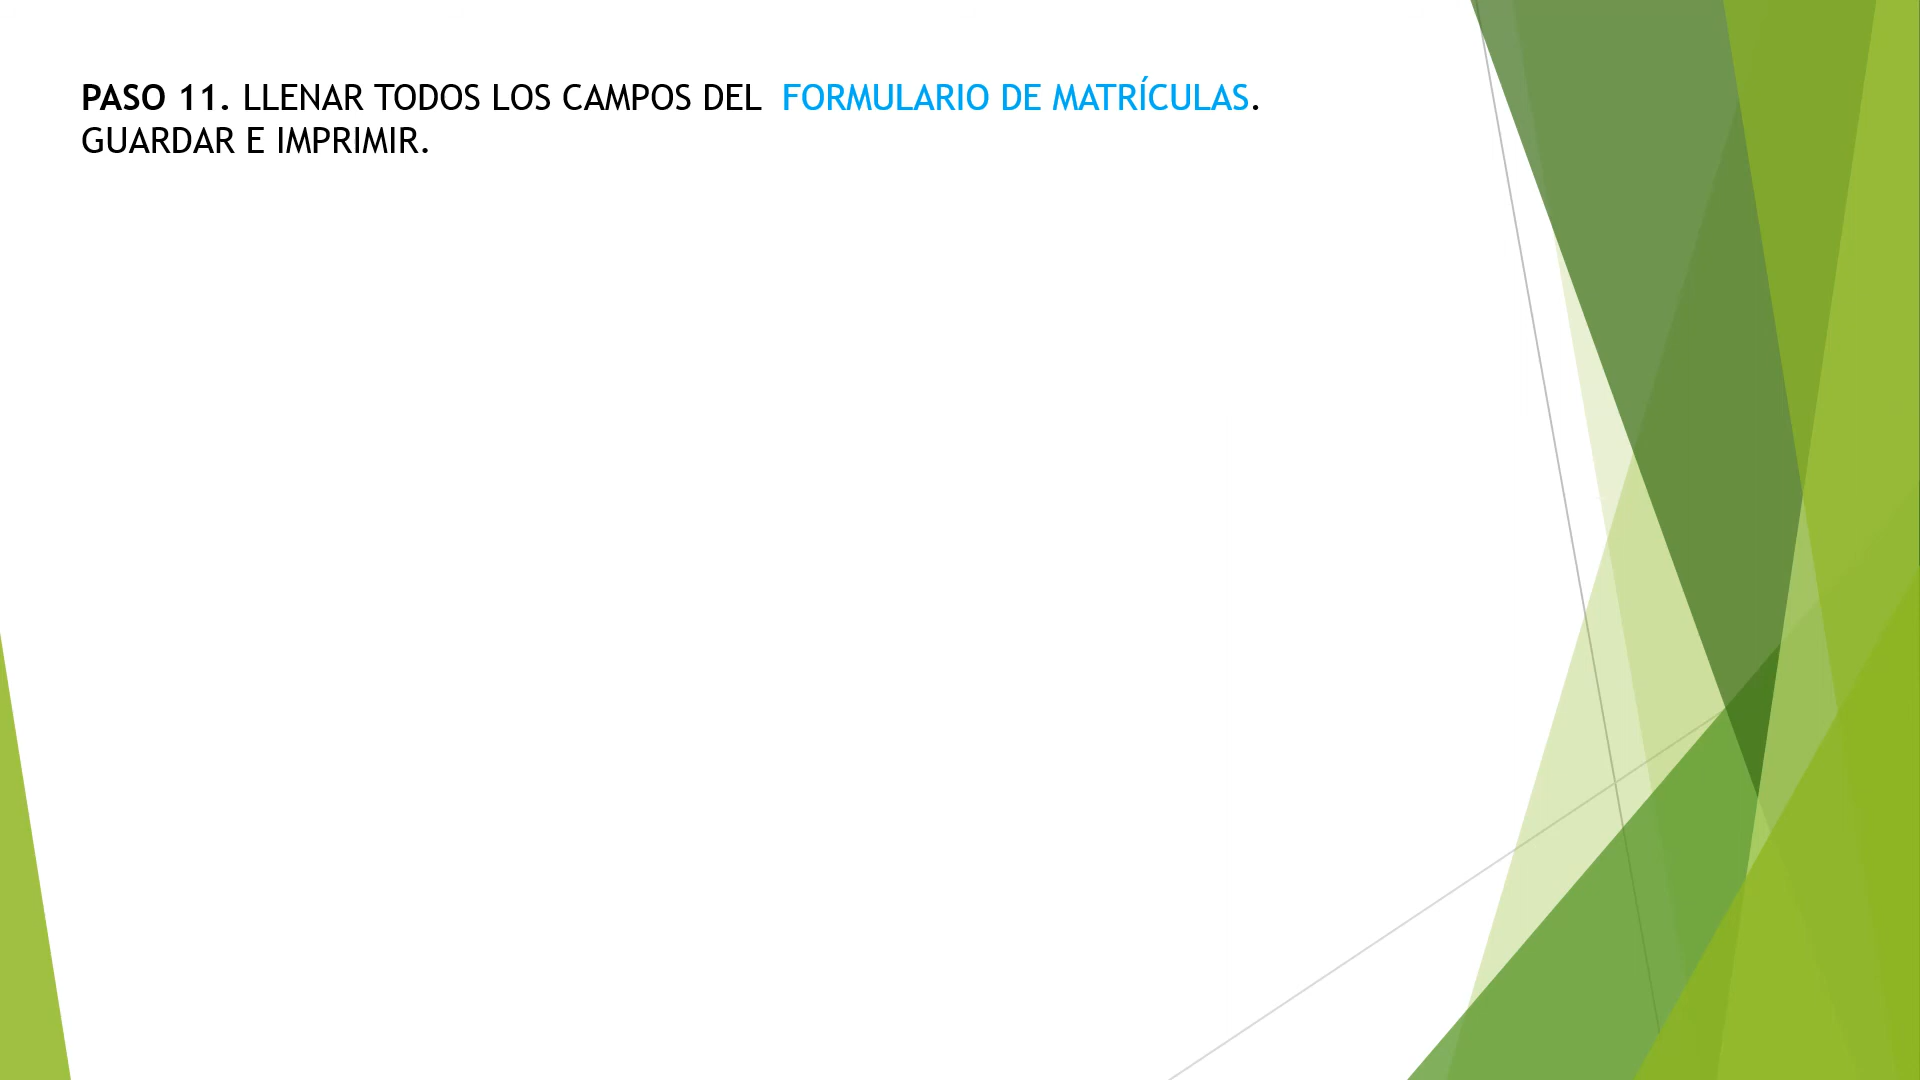 PASO 11. LLENAR TODOS LOS CAMPOS DEL  FORMULARIO DE MATRÍCULAS.
GUARDAR E IMPRIMIR.